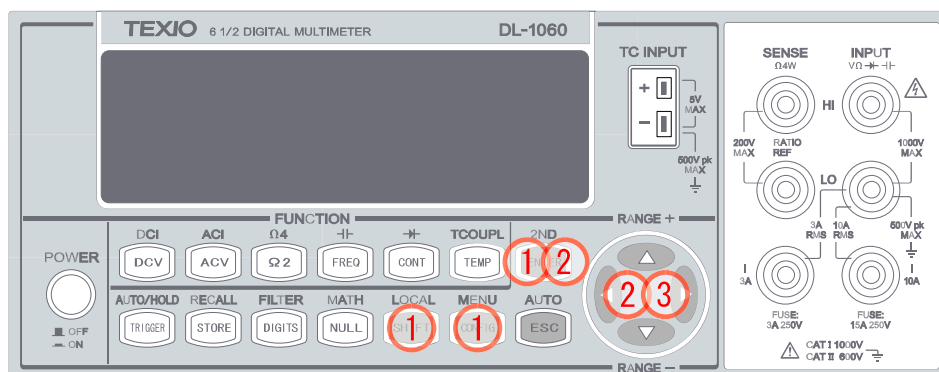 TEXIO 6 1/2 DIGITAL MULTIMETER DL-1060
TC INPUT
+
5V
MAX
−
500V pk
MAX
SENSE
Ω4W
INPUT
VΩ
HI
200V
MAX
RATIO
REF
1000V
MAX
LO
3A
RMS
10A
RMS
500V pk
MAX
I
3A
I
10A
FUSE:
3A 250V
FUSE:
15A 250V
CAT I 1000V
CAT II 600V
FUNCTION
POWER
OFF
ON
DCI ACI Ω4 TCOUPL 2ND
DCV ACV Ω2 FREQ CONT TEMP 1 2
AUTO/HOLD RECALL FILTER MATH LOCAL MENU AUTO
TRIGGER STORE DIGITS NULL SHIFT 1 CONFIG 1 ESC
RANGE +
2 3
RANGE −